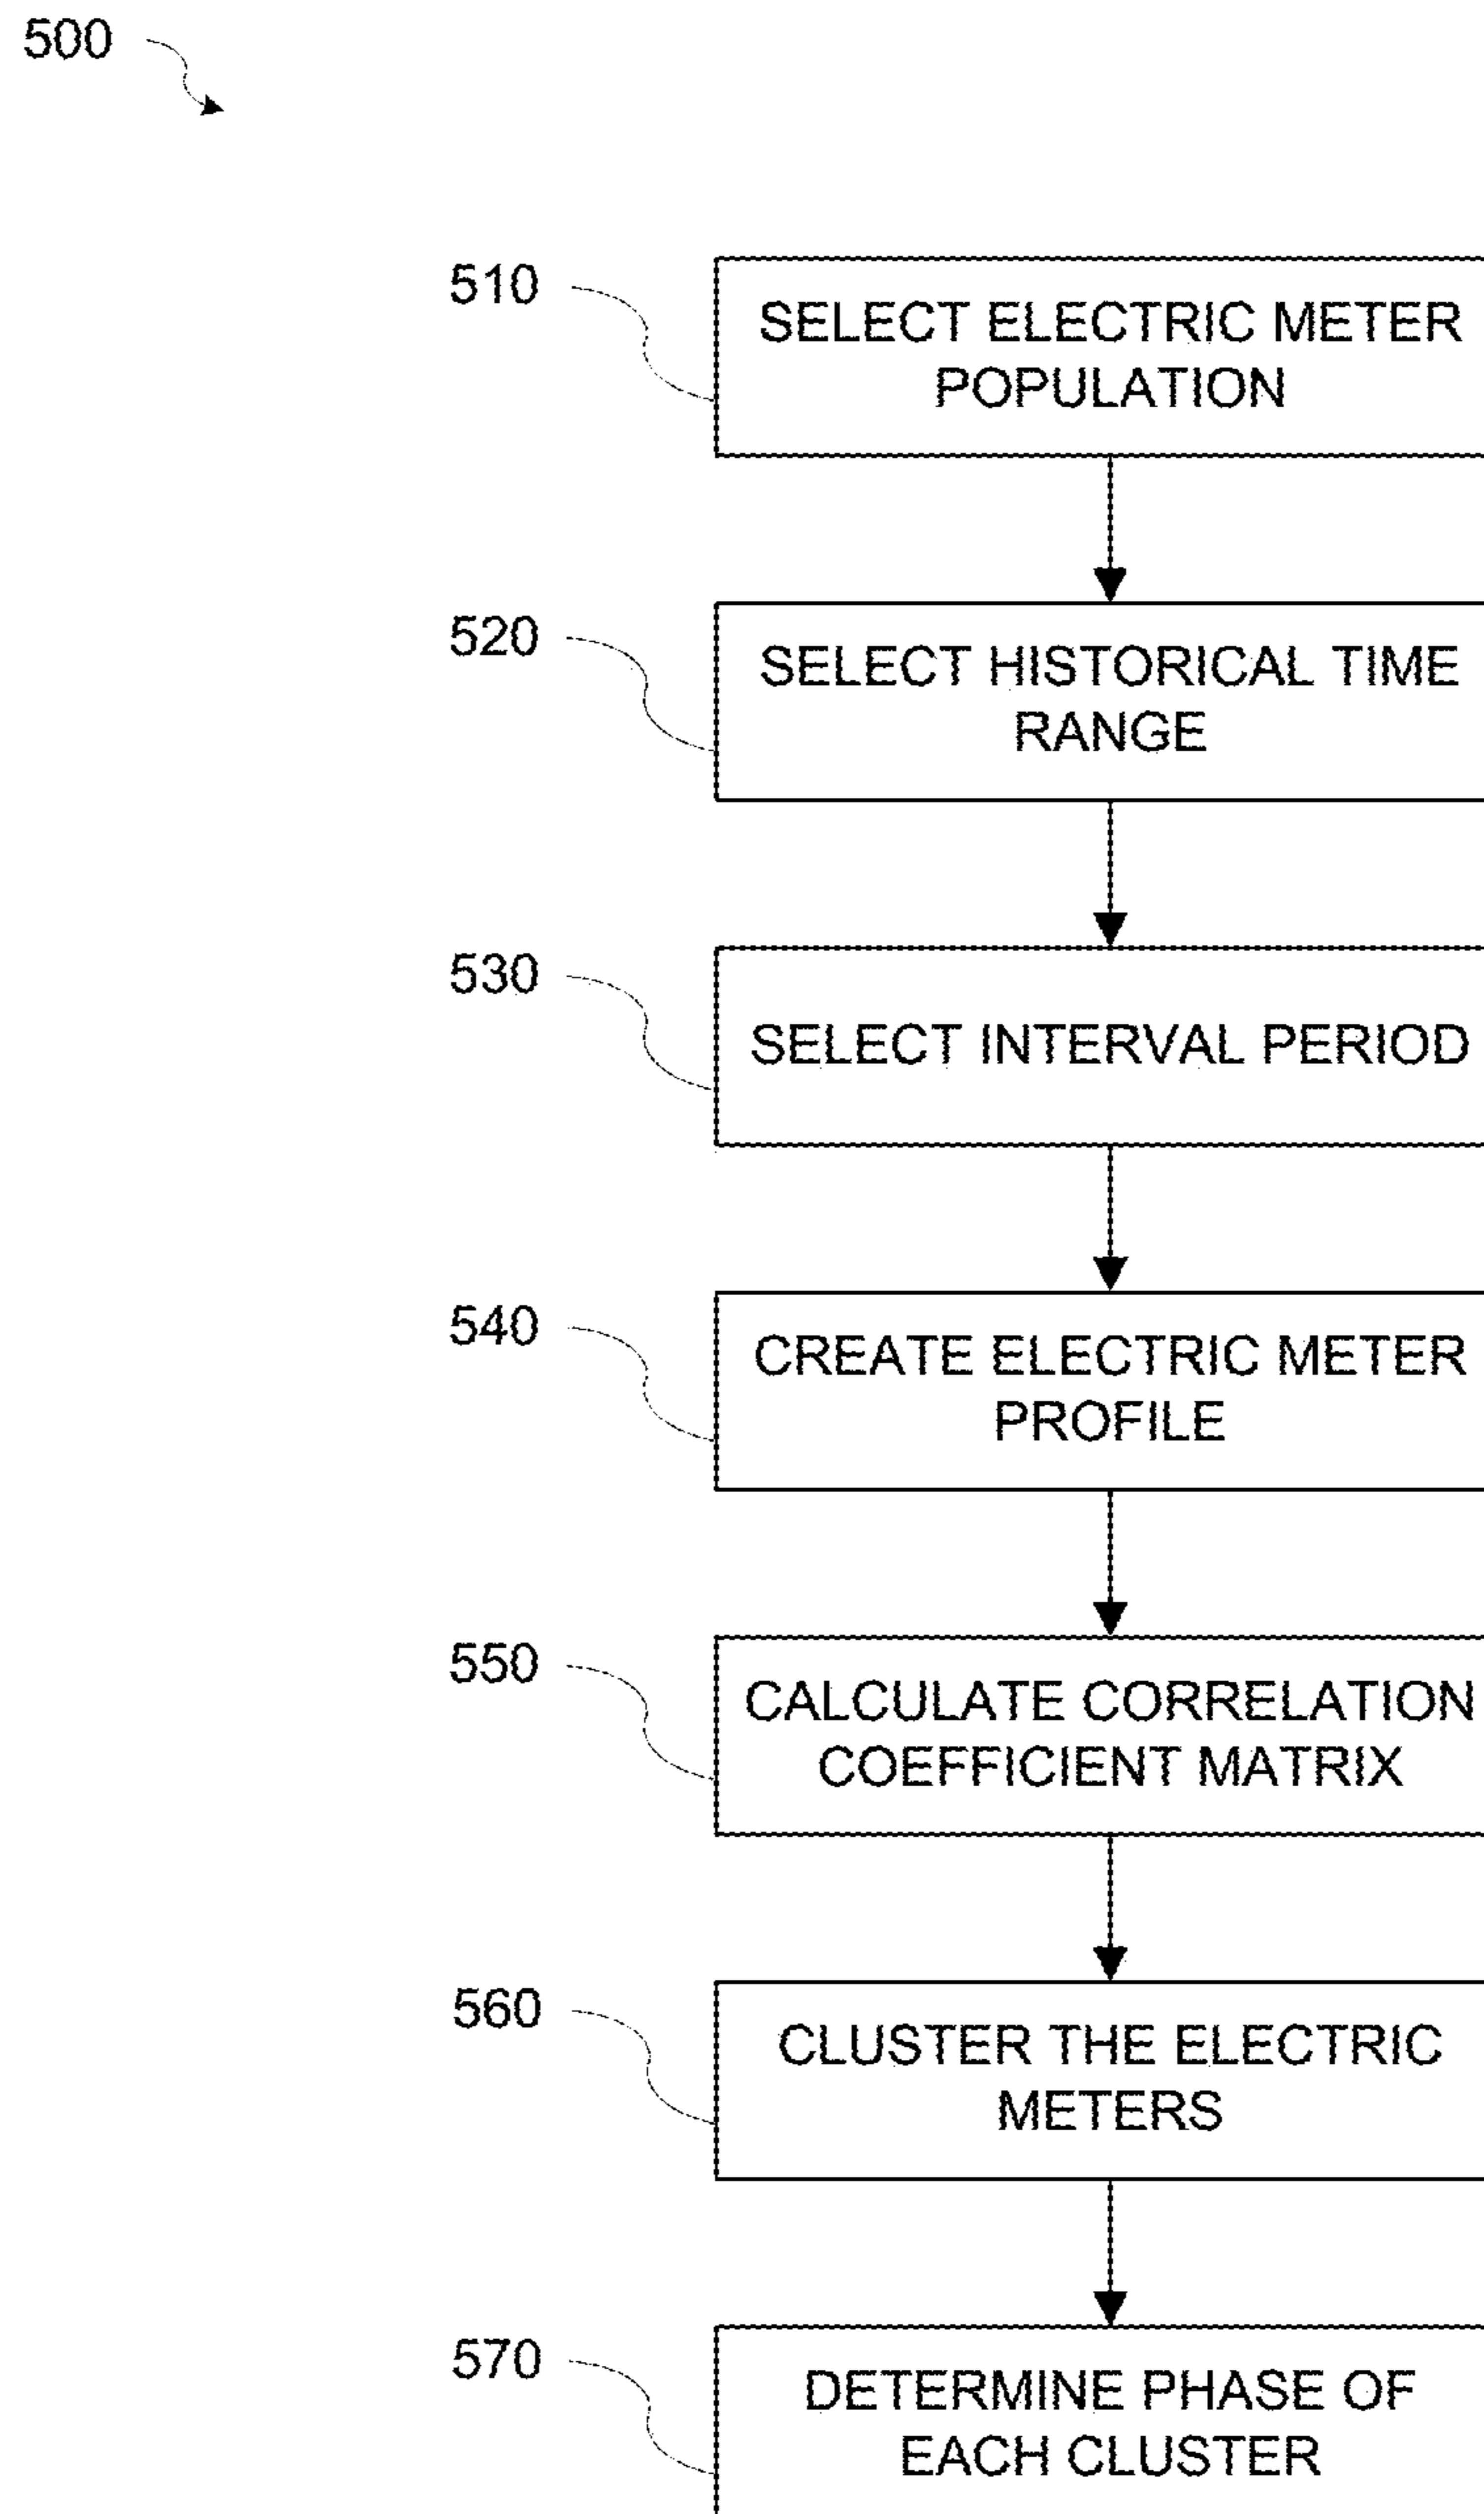 500
510
SELECT ELECTRIC METER
POPULATION
520
SELECT HISTORICAL TIME
RANGE
530
SELECT INTERVAL PERIOD
540
CREATE ELECTRIC METER
PROFILE
550
CALCULATE CORRELATION
COEFFICIENT MATRIX
560
CLUSTER THE ELECTRIC
METERS
570
DETERMINE PHASE OF
EACH CLUSTER